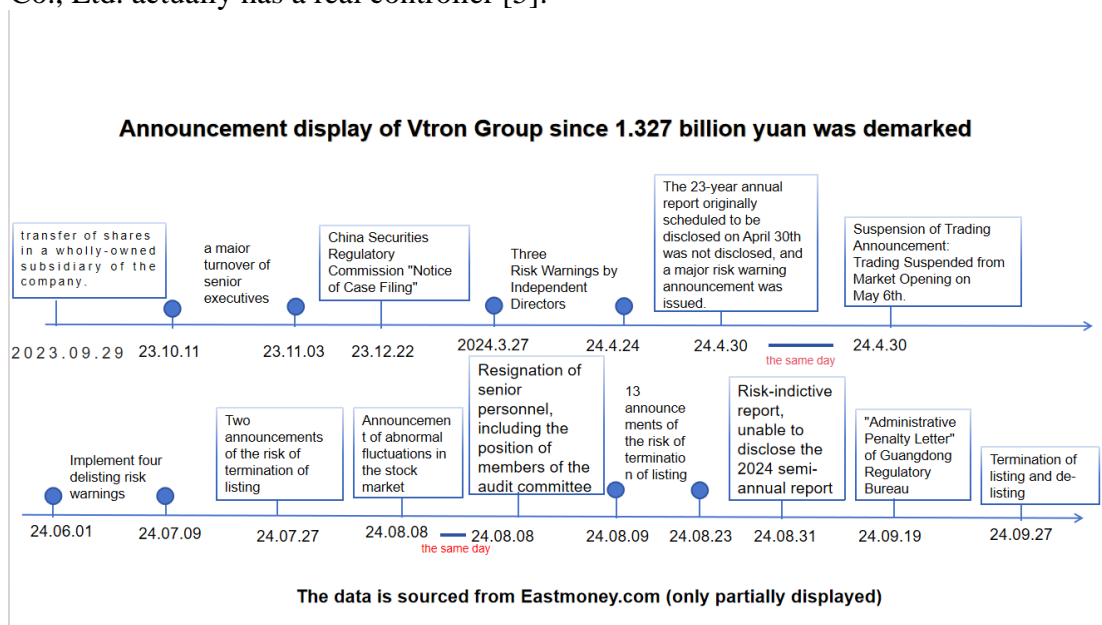 Co., Ltd. actually has a real controller [5].
Announcement display of Vtron Group since 1.327 billion yuan was demarked
transfer of shares
in a wholly-owned
subsidiary of the
company.
a maior
turnover of
senior
executives
China Securities
Regulatory
Commission "Notice
of Case Filing"
Three
Risk Warnings by
Independent
Directors
The 23-year annual
report originally
scheduled to be
disclosed on April 30th
was not disclosed, and
a major risk warning
announcement was
issued.
Suspension of Trading
Announcement:
Trading Suspended from
Market Opening on
May 6th.
2023.09.29
23.10.11
23.11.03
23.12.22
2024.3.27
24.4.24
24.4.30
the same day
24.4.30
Implement four
delisting risk
warnings
Two
announcements
of the risk of
termination of
listing
Announcemen
t of abnormal
fluctuations in
the stock
market
Resignation of
senior
personnel,
including the
position of
members of the
audit committee
13
announce
ments of
the risk of
terminatio
n of listing
Risk-indictive
report,
unable to
disclose the
2024 semi-
annual report
"Administrative
Penalty Letter"
of Guangdong
Regulatory
Bureau
Termination of
listing and de-
listing
24.06.01
24.07.09
24.07.27
24.08.08
the same day
24.08.08
24.08.09
24.08.23
24.08.31
24.09.19
24.09.27
The data is sourced from Eastmoney.com (only partially displayed)